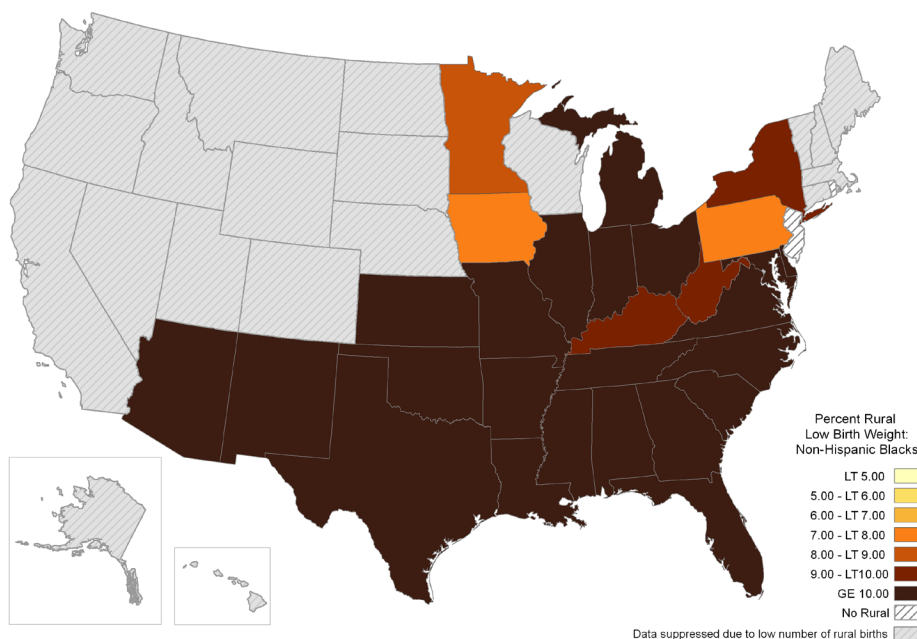 Percent Rural
Low Birth Weight:
Non-Hispanic Blacks
LT 5.00
5.00 - LT 6.00
6.00 - LT 7.00
7.00 - LT 8.00
8.00 - LT 9.00
9.00 - LT10.00
GE 10.00
No Rural
Data suppressed due to low number of rural births